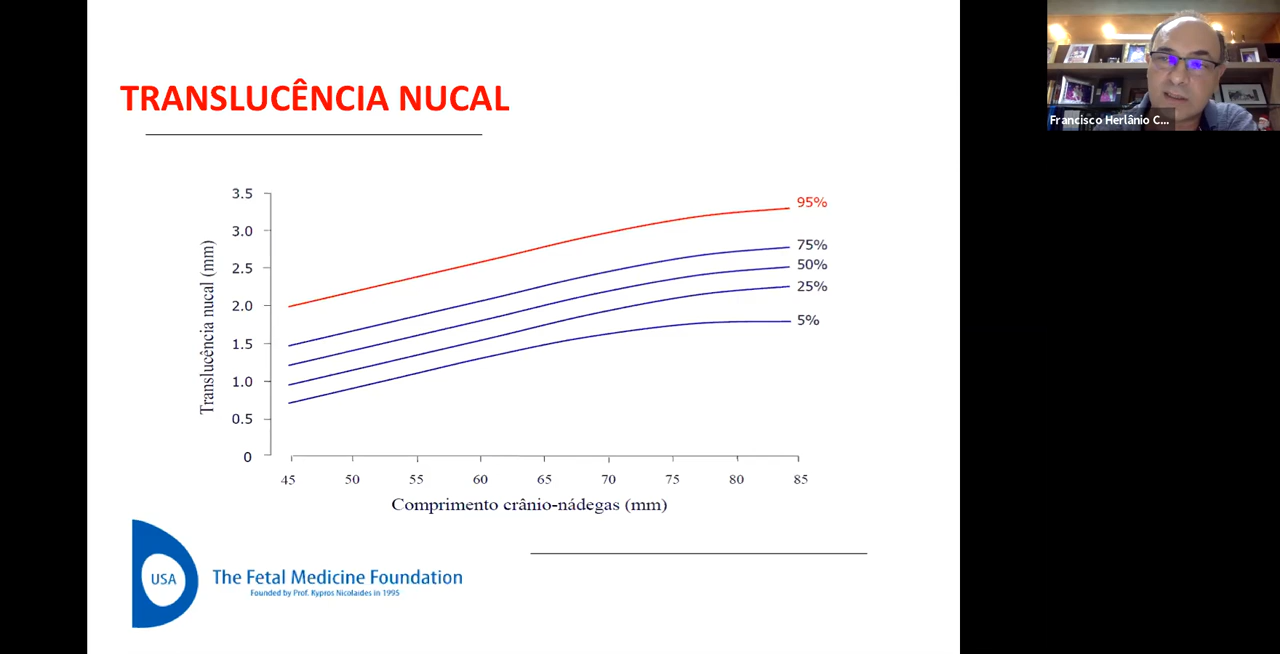 TRANSLUCÊNCIA NUCAL
Francisco Herlânio C...
Translucência nucal (mm)
3.5
3.0
2.5
2.0
1.5
1.0
0.5
0
95%
75%
50%
25%
5%
45 50 55 60 65 70 75 80 85
Comprimento crânio-nádegas (mm)
USA
The Fetal Medicine Foundation
Founded by Prof. Kypros Nicolaides in 1995